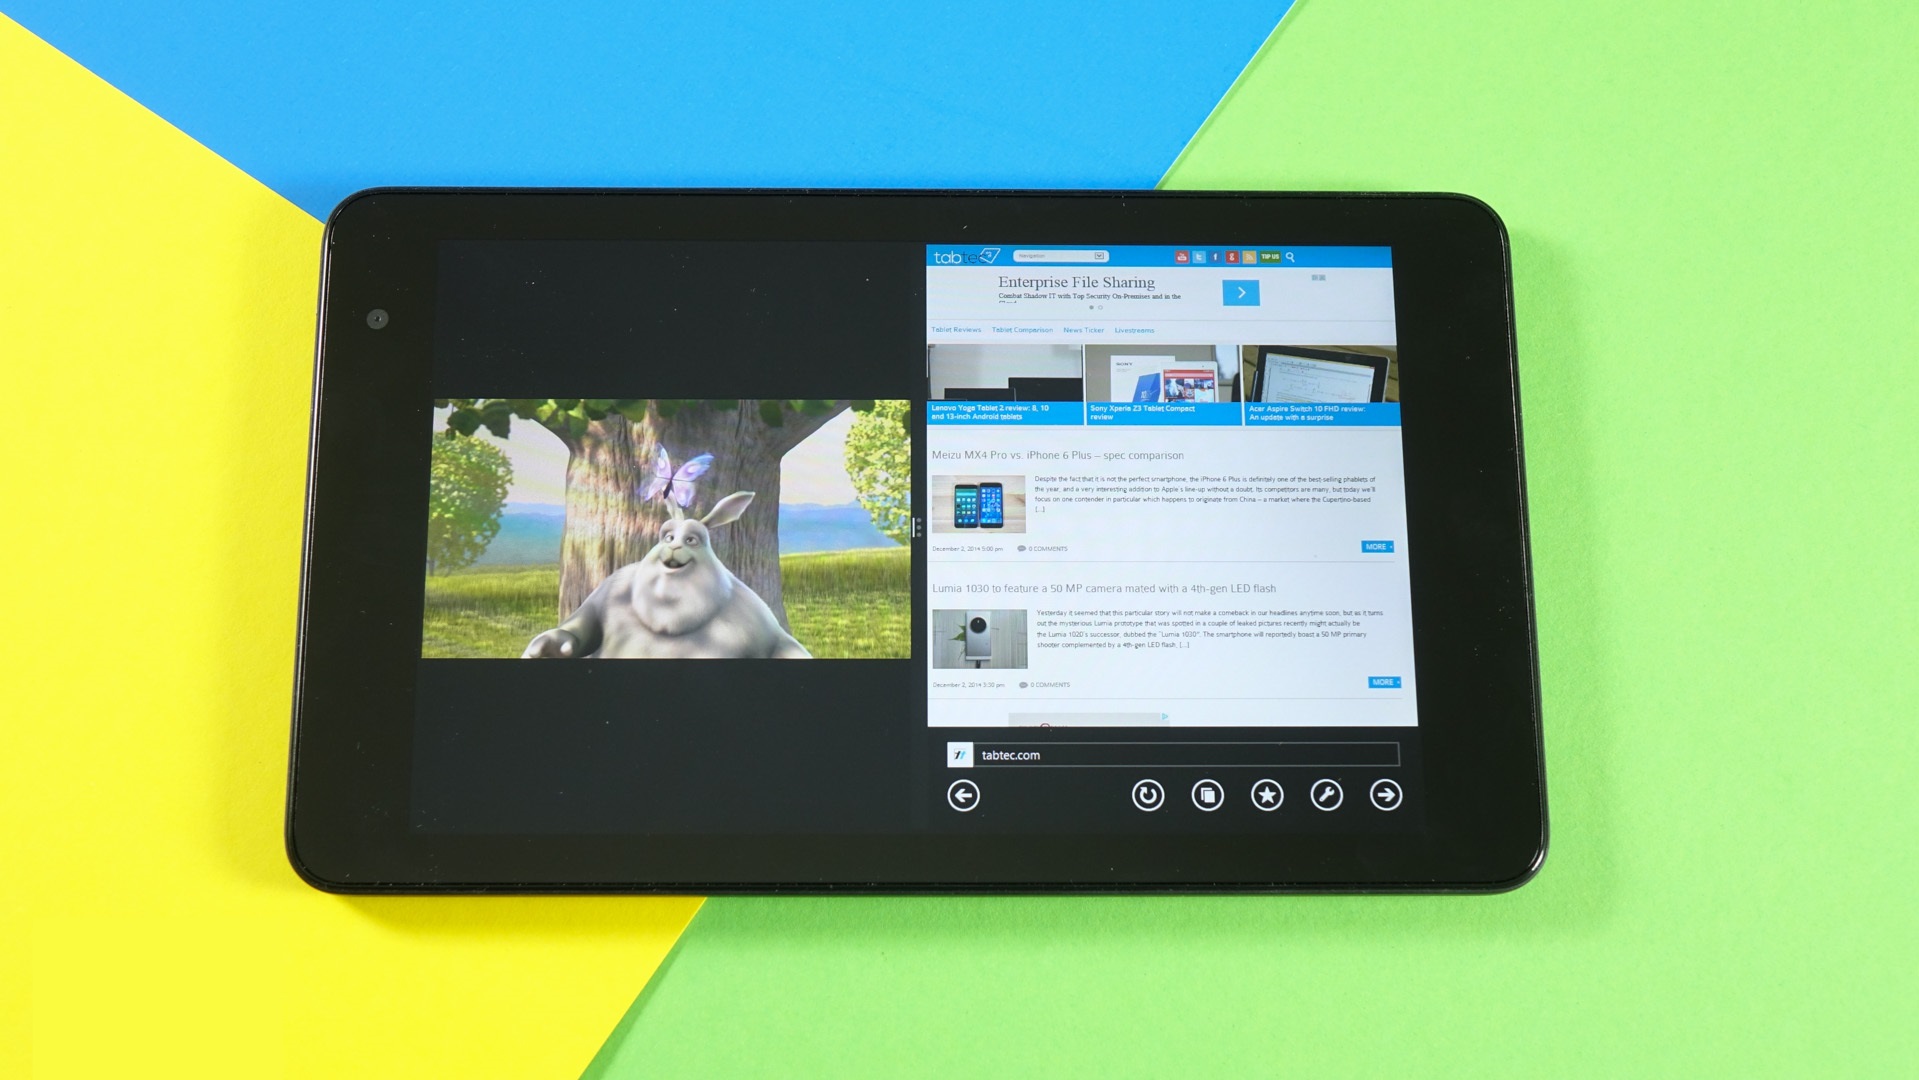 tabtec
Navigation
TIP US
Enterprise File Sharing
Combat Shadow IT with Top Security On-Premises and in the
Cloud
Tablet Reviews Tablet Comparison News Ticker Livestreams
SONY
Lenovo Yoga Tablet 2 review: 8, 10
and 13-inch Android tablets
Sony Xperia Z3 Tablet Compact
review
Acer Aspire Switch 10 FHD review:
An update with a surprise
Meizu MX4 Pro vs. iPhone 6 Plus – spec comparison
Despite the fact that it is not the perfect smartphone, the iPhone 6 Plus is definitely one of the best-selling phablets of
the year, and a very interesting addition to Apple's line-up without a doubt. Its competitors are many, but today we'll
focus on one contender in particular which happens to originate from China – a market where the Cupertino-based
[...]
December 2, 2014 5:00 pm 0 COMMENTS
MORE
Lumia 1030 to feature a 50 MP camera mated with a 4th-gen LED flash
Yesterday it seemed that this particular story will not make a comeback in our headlines anytime soon, but as it turns
out the mysterious Lumia prototype that was spotted in a couple of leaked pictures recently might actually be
the Lumia 1020's successor, dubbed the "Lumia 1030". The smartphone will reportedly boast a 50 MP primary
shooter complemented by a 4th-gen LED flash, [...]
December 2, 2014 3:30 pm 0 COMMENTS
MORE
tabtec.com